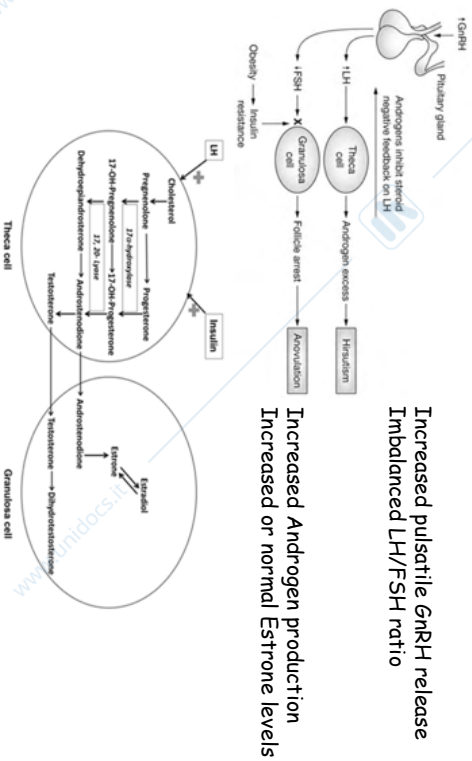 ↑GnRH
Pituitary gland
Androgens inhibit steroid
negative feedback on LH
↑LH
Theca
cell
Androgen excess
Hirsutism
↓FSH
X
Granulosa
cell
Follicle arrest
Anovulation
Obesity
Insulin
resistance
Increased pulsatile GnRH release
Imbalanced LH/FSH ratio
Increased Androgen production
Increased or normal Estrone levels
LH
+
Insulin
+
Cholesterol
Pregnenolone
Progesterone
17α-hydroxylase
17-OH-Pregnenolone
17-OH-Progesterone
17, 20- Lyase
Dehydroepiandrosterone
Androstenedione
Testosterone
Theca cell
Androstenedione
Estrone
Estradiol
Testosterone
Dihydrotestosterone
Granulosa cell
www.unidocs.it